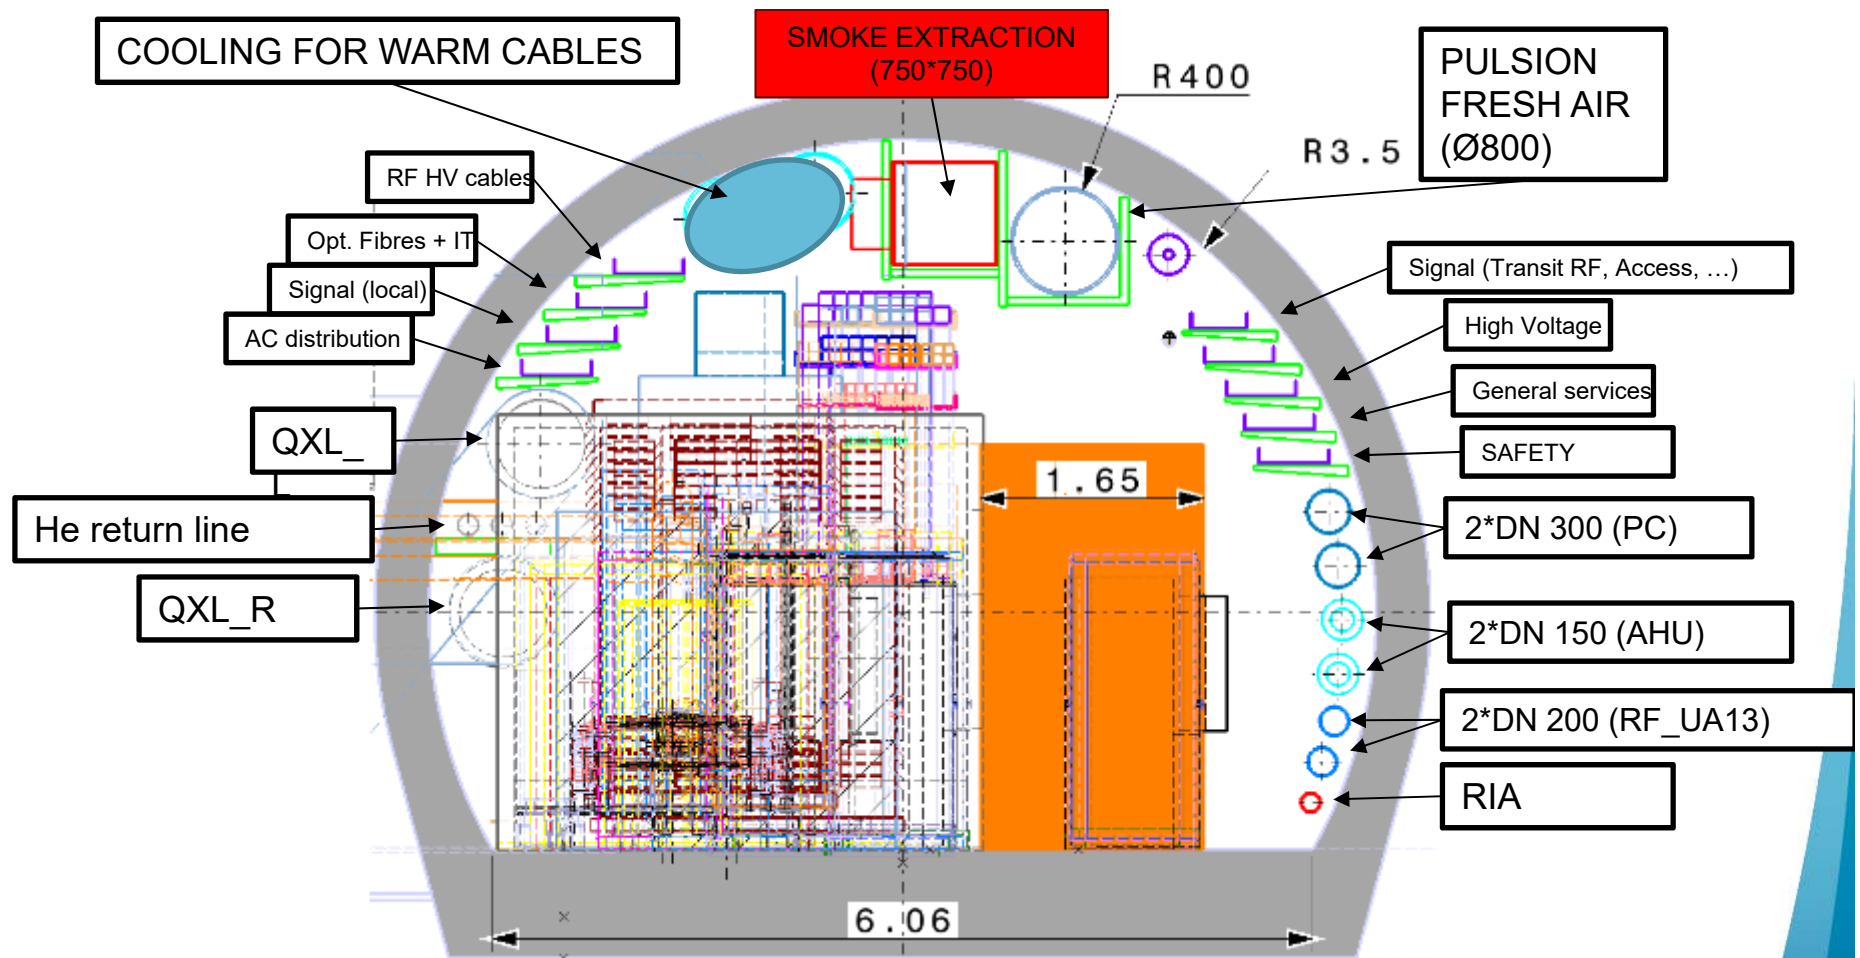 COOLING FOR WARM CABLES
SMOKE EXTRACTION
(750*750)
R400
PULSION
FRESH AIR
(Ø800)
R3.5
RF HV cables
Opt. Fibres + IT
Signal (local)
AC distribution
Signal (Transit RF, Access, …)
High Voltage
General services
SAFETY
QXL_
He return line
QXL_R
1.65
2*DN 300 (PC)
2*DN 150 (AHU)
2*DN 200 (RF_UA13)
RIA
6.06